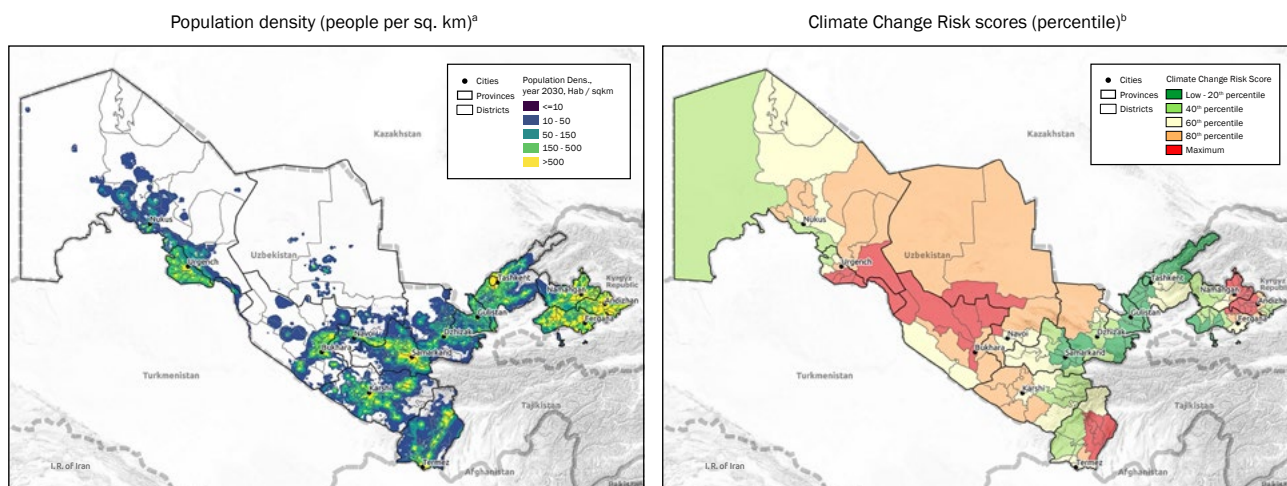 Population density (people per sq. km)a
Climate Change Risk scores (percentile)b
Cities
Provinces
Districts
Population Dens.,
year 2030, Hab / sqkm
<=10
10 - 50
50 - 150
150 - 500
>500
Kazakhstan
Nukus
Urgench
Uzbekistan
Tashkent
Kyrgyz
Republic
Namangan
Andizhan
Gulistan
Fergana
Dzhizak
Navoi
Bukhara
Samarkand
Karshi
Turkmenistan
Tajikistan
Termez
Afghanistan
I.R. of Iran
Cities
Provinces
Districts
Climate Change Risk Score
Low - 20th percentile
40th percentile
60th percentile
80th percentile
Maximum
Kazakhstan
Nukus
Urgench
Uzbekistan
Tashkent
Kyrgyz
Republic
Namangan
Gulistan
Fergana
Dzhizak
Navoi
Bukhara
Samarkand
Karshi
Turkmenistan
Tajikistan
Termez
Afghanistan
I.R. of Iran